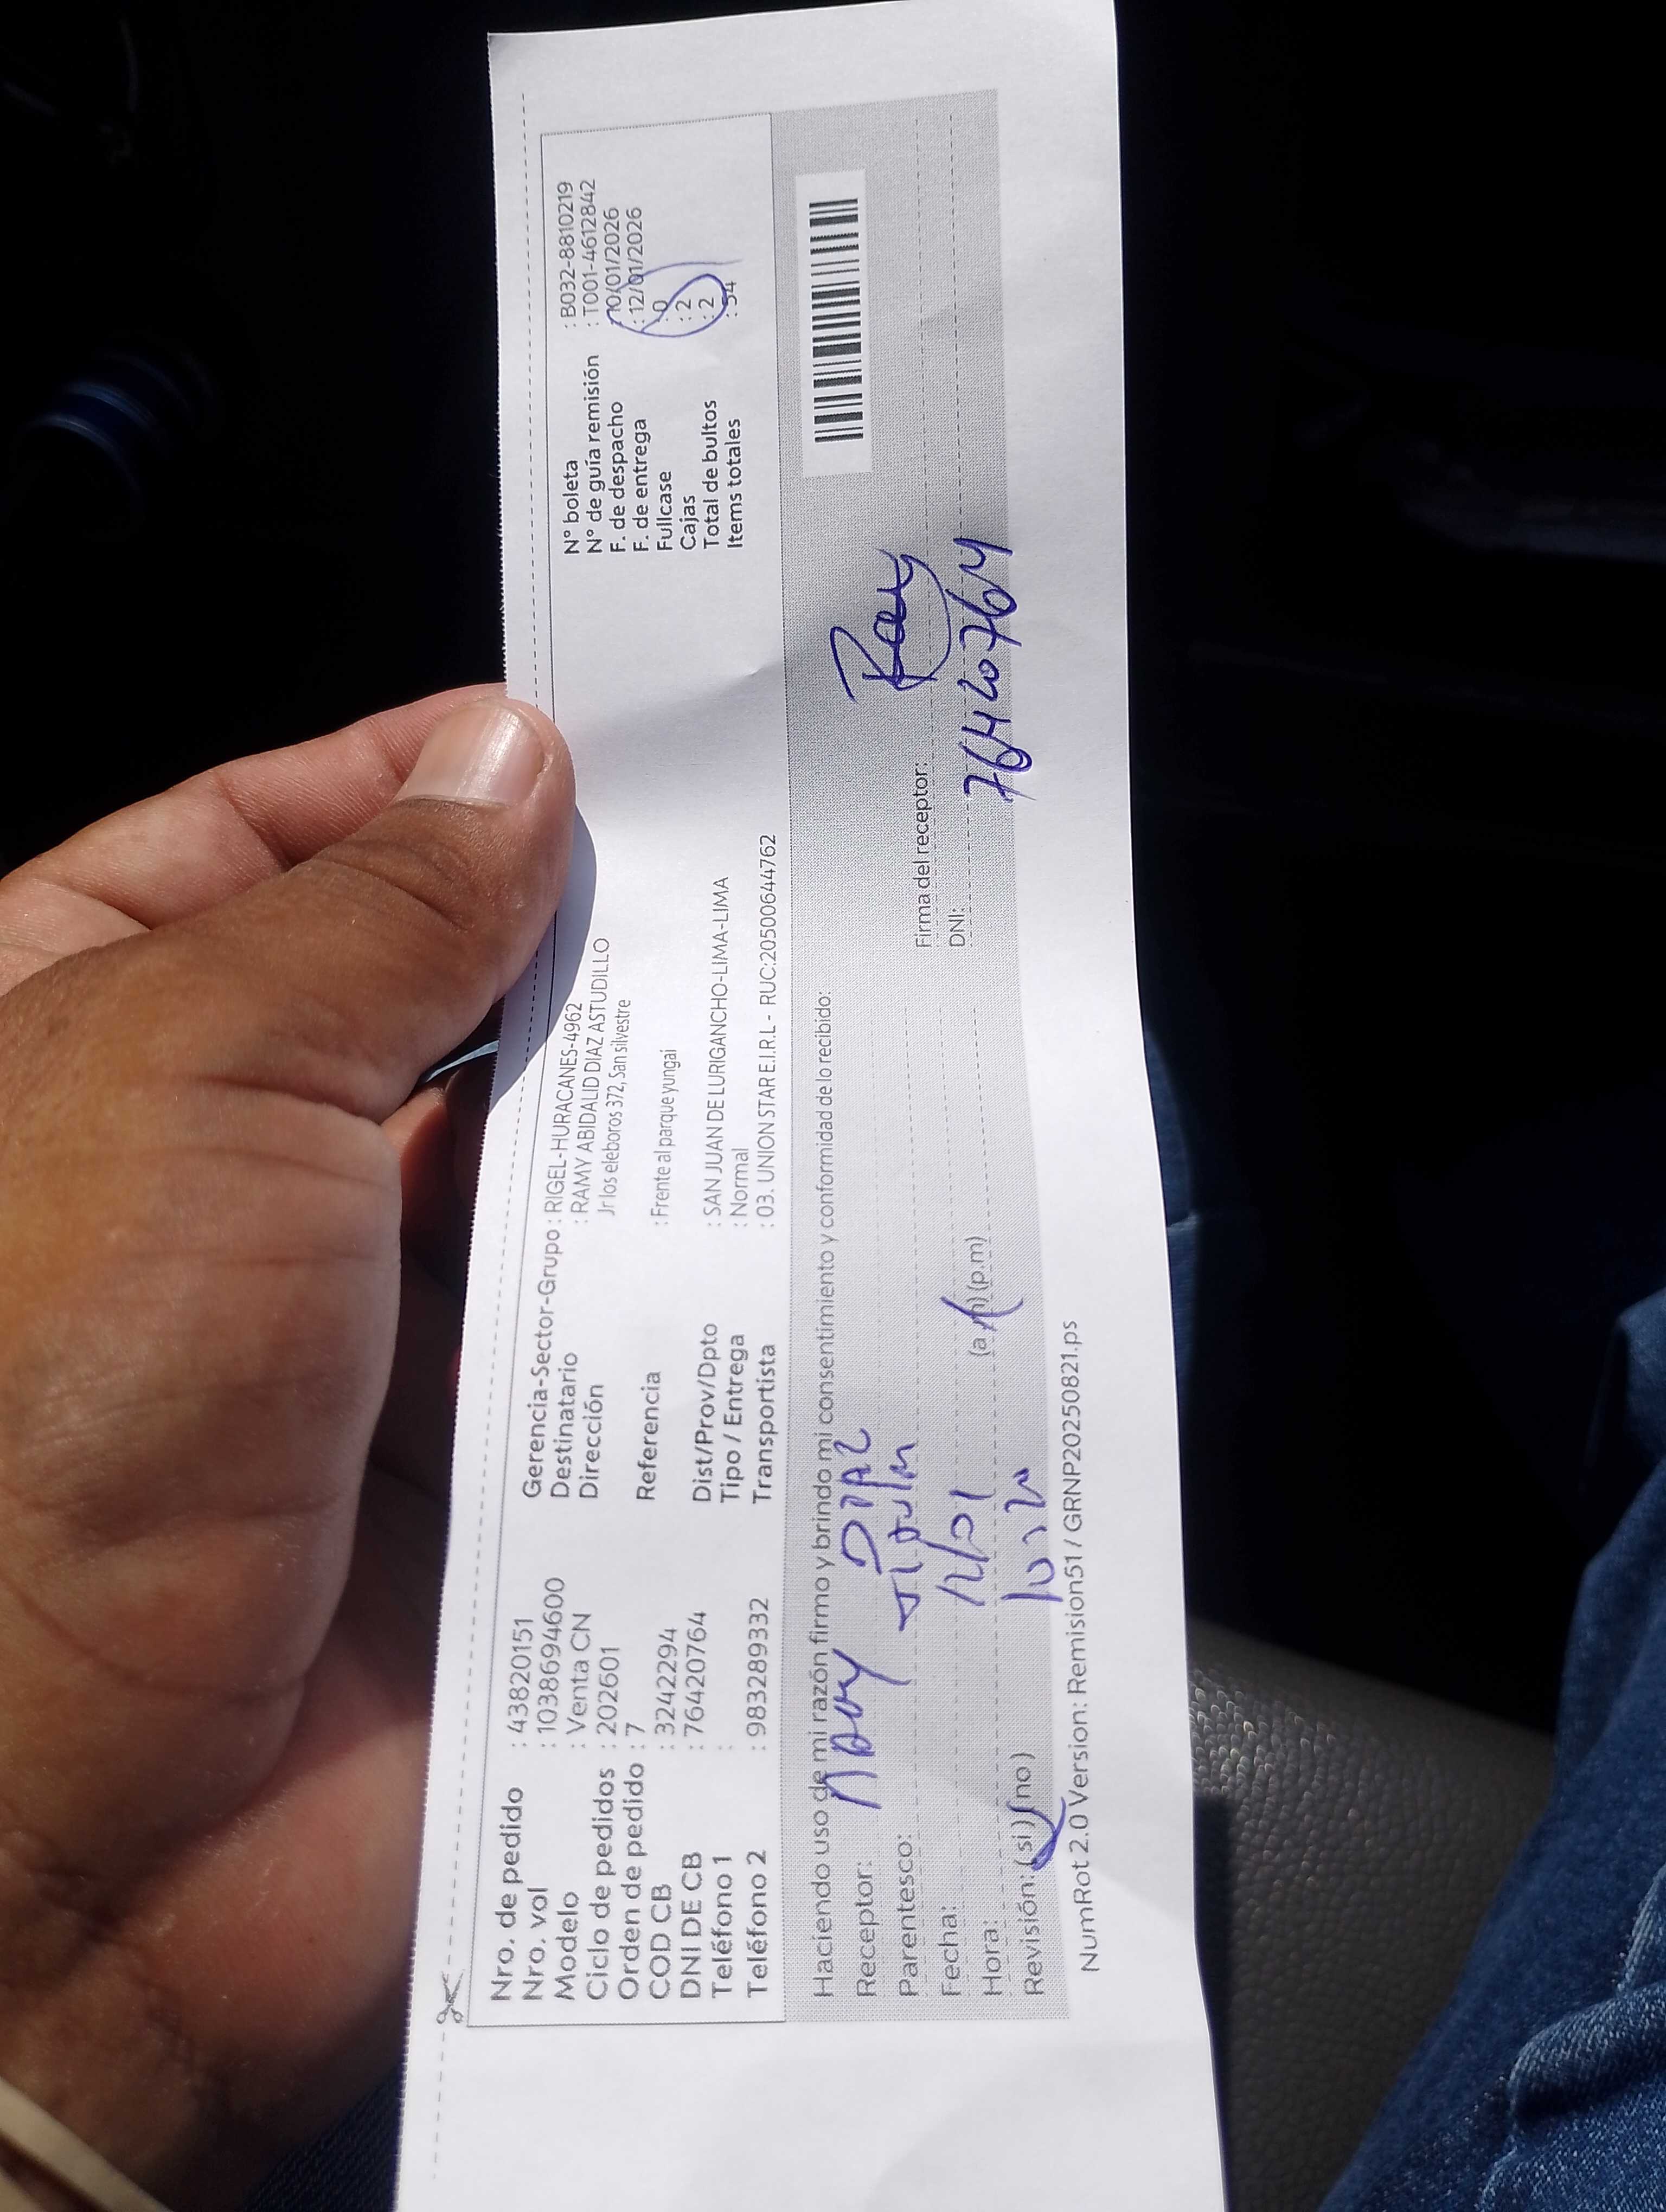 Nro. de pedido : 43820151
Nro. vol : 1038694600
Modelo : Venta CN
Ciclo de pedidos : 202601
Orden de pedido : 7
COD CB : 3242294
DNI DE CB : 76420764
Teléfono 1 :
Teléfono 2 : 983289332
Gerencia-Sector-Grupo : RIGEL-HURACANES-4962
Destinatario : RAMY ABIDALID DIAZ ASTUDILLO
Dirección Jr los eleboros 372, San silvestre
Referencia : Frente al parque yungai
Dist/Prov/Dpto : SAN JUAN DE LURIGANCHO-LIMA-LIMA
Tipo / Entrega : Normal
Transportista : 03. UNION STAR E.I.R.L - RUC:20500644762
N° boleta : B032-8810219
N° de guía remisión : T001-4612842
F. de despacho : 10/01/2026
F. de entrega : 12/01/2026
Fullcase : 0
Cajas : 2
Total de bultos : 2
Items totales : 54
Haciendo uso de mi razón firmo y brindo mi consentimiento y conformidad de lo recibido:
Receptor: DIAZ
Parentesco:
Fecha: 12/01
Hora: (a.m) (p.m)
Revisión: (si) (no)
Firma del receptor:
DNI: 76420764
NumRot 2.0 Version: Remision51 / GRNP20250821.ps